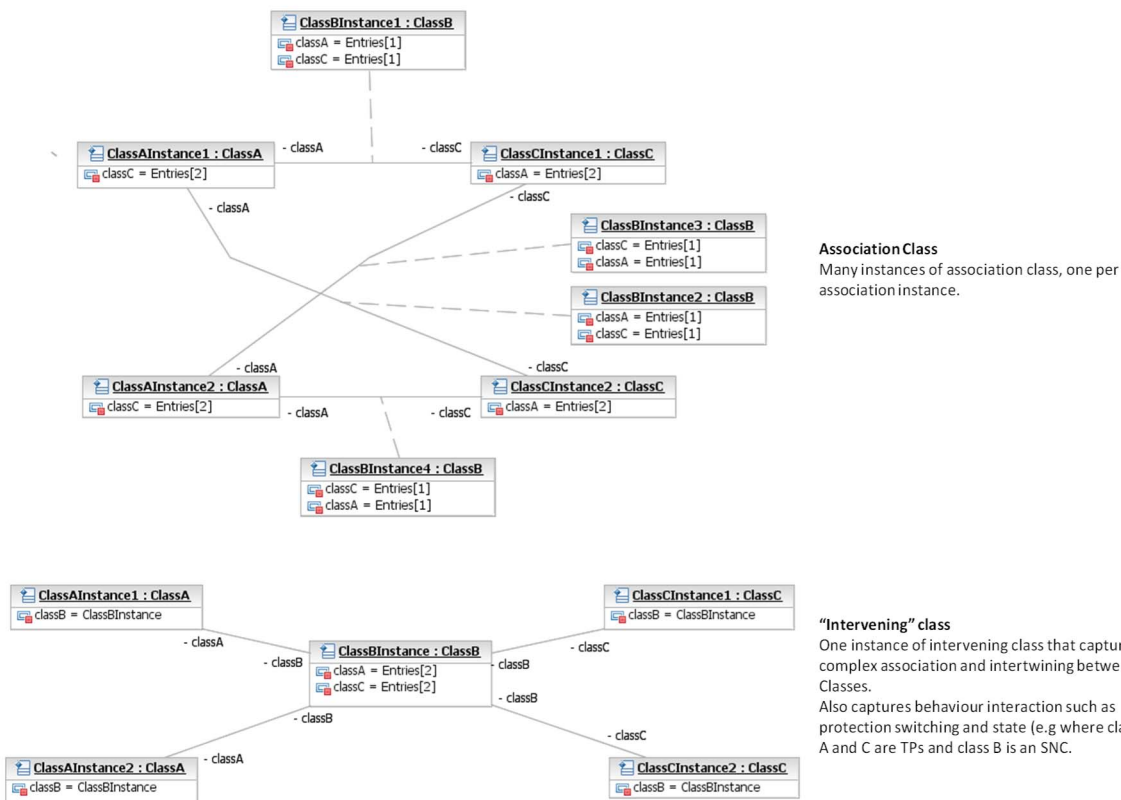 ClassBInstance1 : ClassB
classA = Entries[1]
classC = Entries[1]
ClassAInstance1 : ClassA
classC = Entries[2]
- classA
- classC
ClassCInstance1 : ClassC
classA = Entries[2]
- classA
- classC
ClassBInstance3 : ClassB
classC = Entries[1]
classA = Entries[1]
Association Class
Many instances of association class, one per
association instance.
ClassBInstance2 : ClassB
classA = Entries[1]
classC = Entries[1]
- classA
- classC
ClassAInstance2 : ClassA
classC = Entries[2]
- classA
- classC
ClassCInstance2 : ClassC
classA = Entries[2]
ClassBInstance4 : ClassB
classC = Entries[1]
classA = Entries[1]
ClassAInstance1 : ClassA
classB = ClassBInstance
ClassCInstance1 : ClassC
classB = ClassBInstance
- classA
- classB
ClassBInstance : ClassB
classA = Entries[2]
classC = Entries[2]
- classB
- classC
- classB
- classB
- classA
- classC
ClassAInstance2 : ClassA
classB = ClassBInstance
ClassCInstance2 : ClassC
classB = ClassBInstance
“Intervening” class
One instance of intervening class that
complex association and intertwining
Classes.
Also captures behaviour interaction such as
protection switching and state (e.g where
A and C are TPs and class B is an SNC.